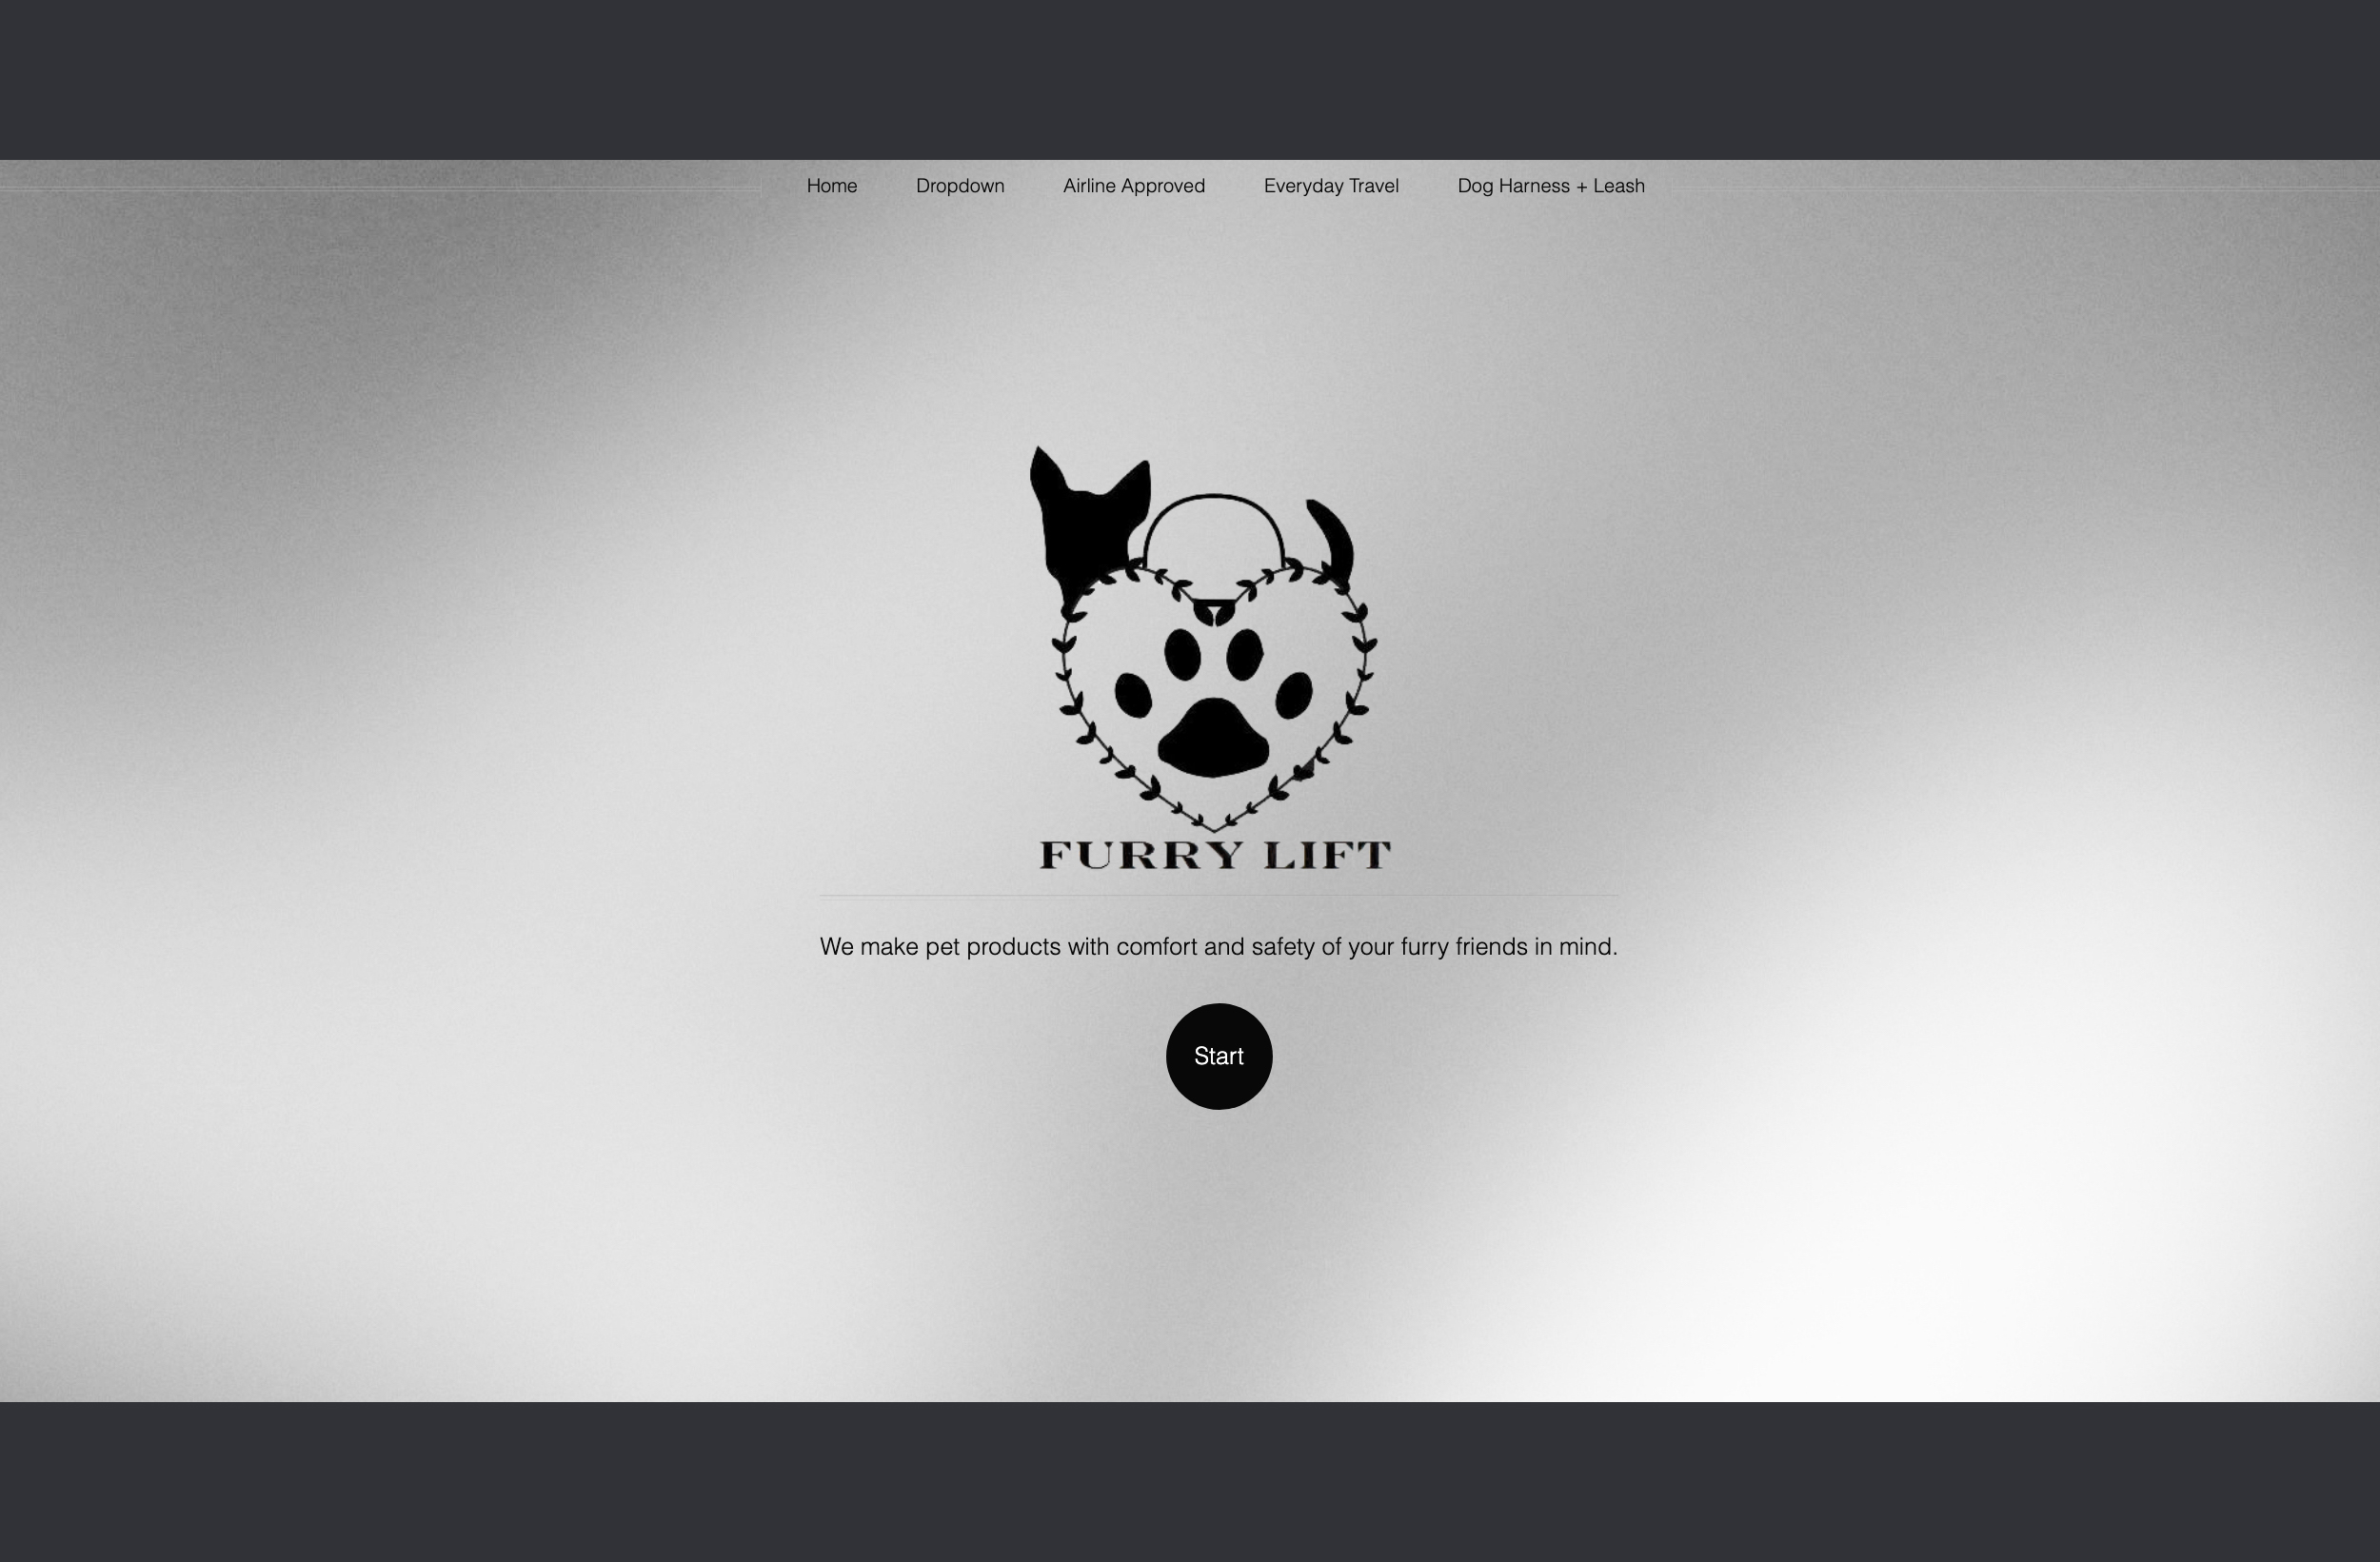 Home Dropdown Airline Approved Everyday Travel Dog Harness + Leash
FURRY LIFT
We make pet products with comfort and safety of your furry friends in mind.
Start